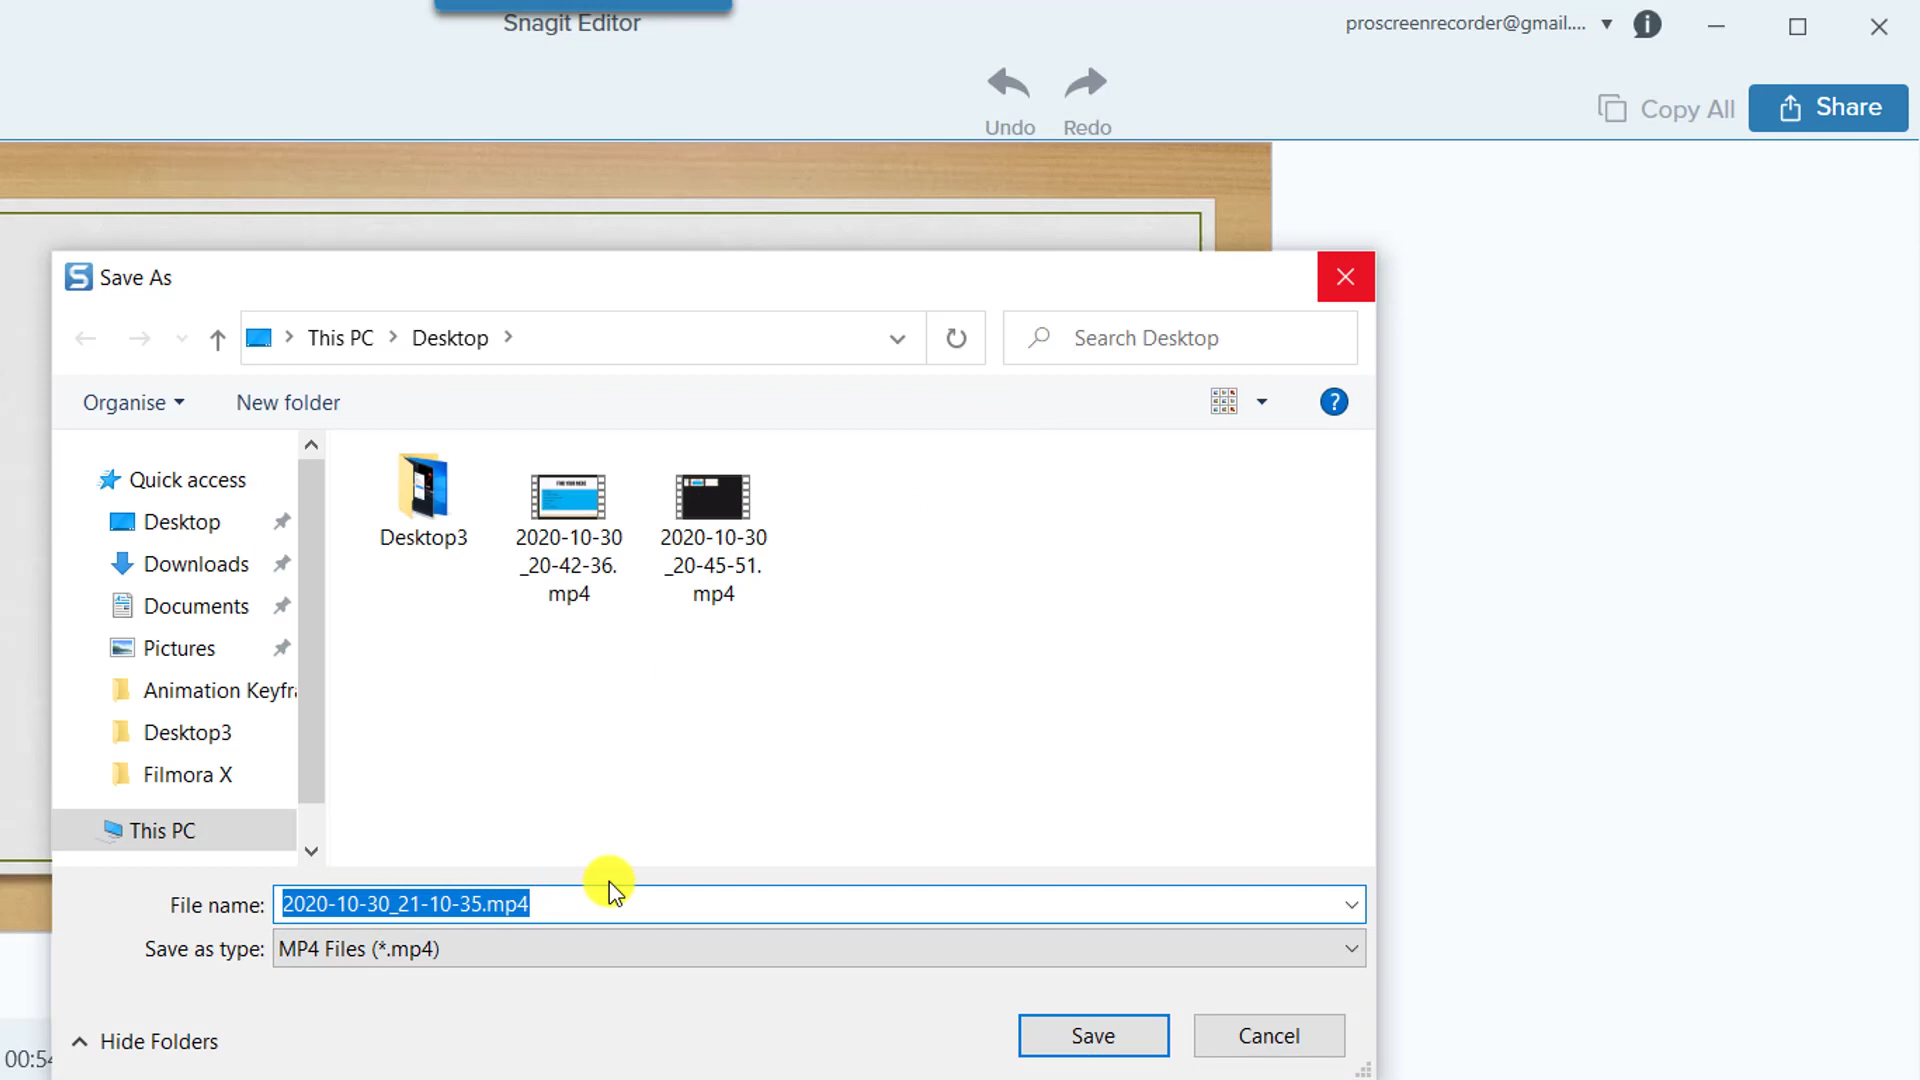 Snagit Editor
proscreenrecorder@gmail....
Undo
Redo
Copy All
Share
Save As
This PC
Desktop
Search Desktop
Organise
New folder
Quick access
Desktop
Downloads
Documents
Pictures
Animation Keyfr
Desktop3
Filmora X
This PC
Desktop3
2020-10-30
_20-42-36.
mp4
2020-10-30
_20-45-51.
mp4
File name: 2020-10-30_21-10-35.mp4
Save as type: MP4 Files (*.mp4)
Hide Folders
Save
Cancel
00:54